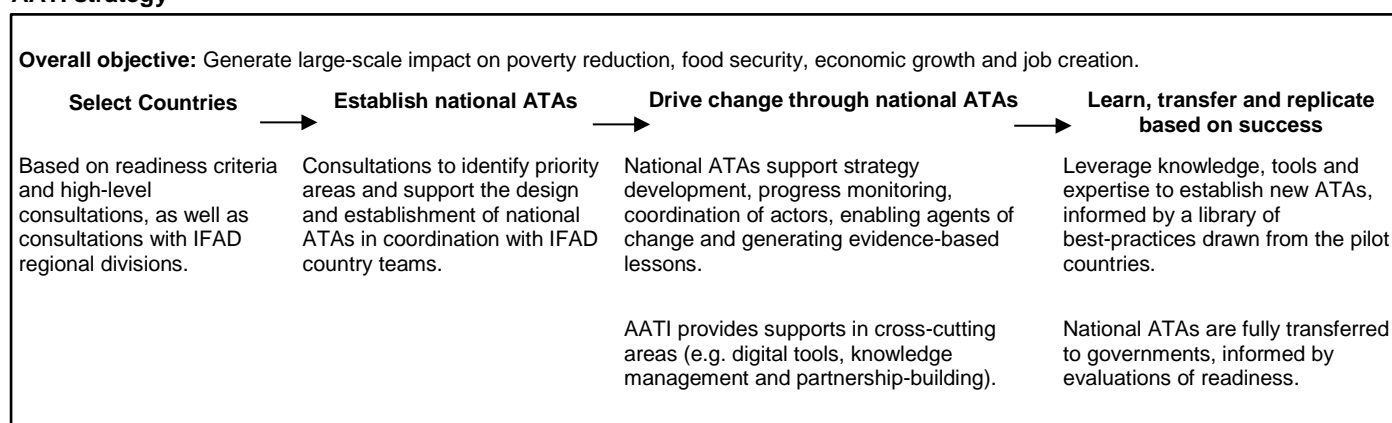 AATI strategy
Overall objective: Generate large-scale impact on poverty reduction, food security, economic growth and job creation.
Select Countries
Based on readiness criteria
and high-level
consultations, as well as
consultations with IFAD
regional divisions.
Establish national ATAs
Consultations to identify priority
areas and support the design
and establishment of national
ATAs in coordination with IFAD
country teams.
Drive change through national ATAs
National ATAs support strategy
development, progress monitoring,
coordination of actors, enabling agents of
change and generating evidence-based
lessons.
AATI provides supports in cross-cutting
areas (e.g. digital tools, knowledge
management and partnership-building).
Learn, transfer and replicate
based on success
Leverage knowledge, tools and
expertise to establish new ATAs,
informed by a library of
best-practices drawn from the pilot
countries.
National ATAs are fully transferred
to governments, informed by
evaluations of readiness.